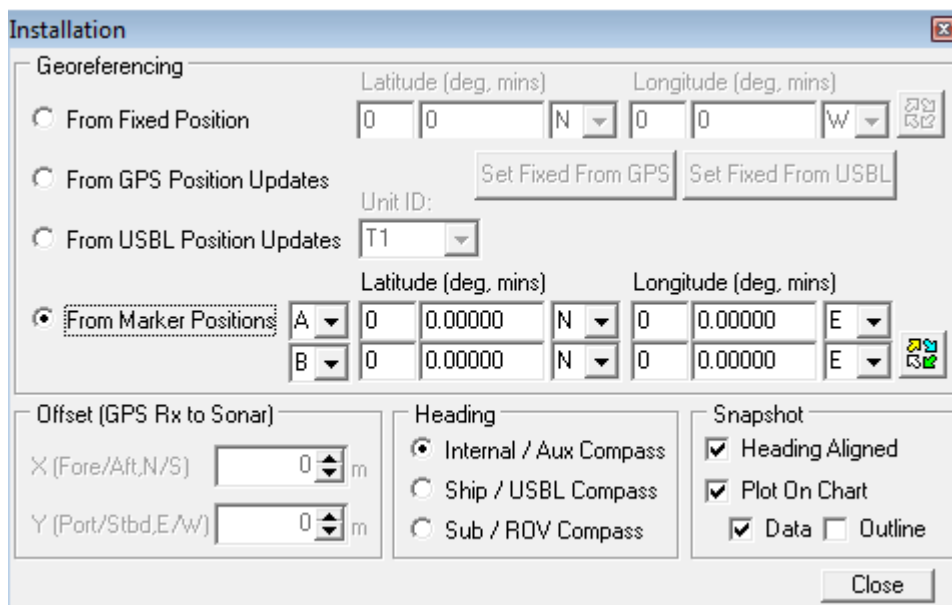 Installation
Georeferencing
Latitude (deg, mins) Longitude (deg, mins)
From Fixed Position 0 0 N 0 0 W
From GPS Position Updates Set Fixed From GPS Set Fixed From USBL
Unit ID:
From USBL Position Updates T1
Latitude (deg, mins) Longitude (deg, mins)
From Marker Positions A 0 0.00000 N 0 0.00000 E
B 0 0.00000 N 0 0.00000 E
Offset (GPS Rx to Sonar) Heading Snapshot
X (Fore/Aft,N/S) 0 m Internal / Aux Compass Heading Aligned
Ship / USBL Compass Plot On Chart
Y (Port/Stbd,E/W) 0 m Sub / ROV Compass Data Outline
Close